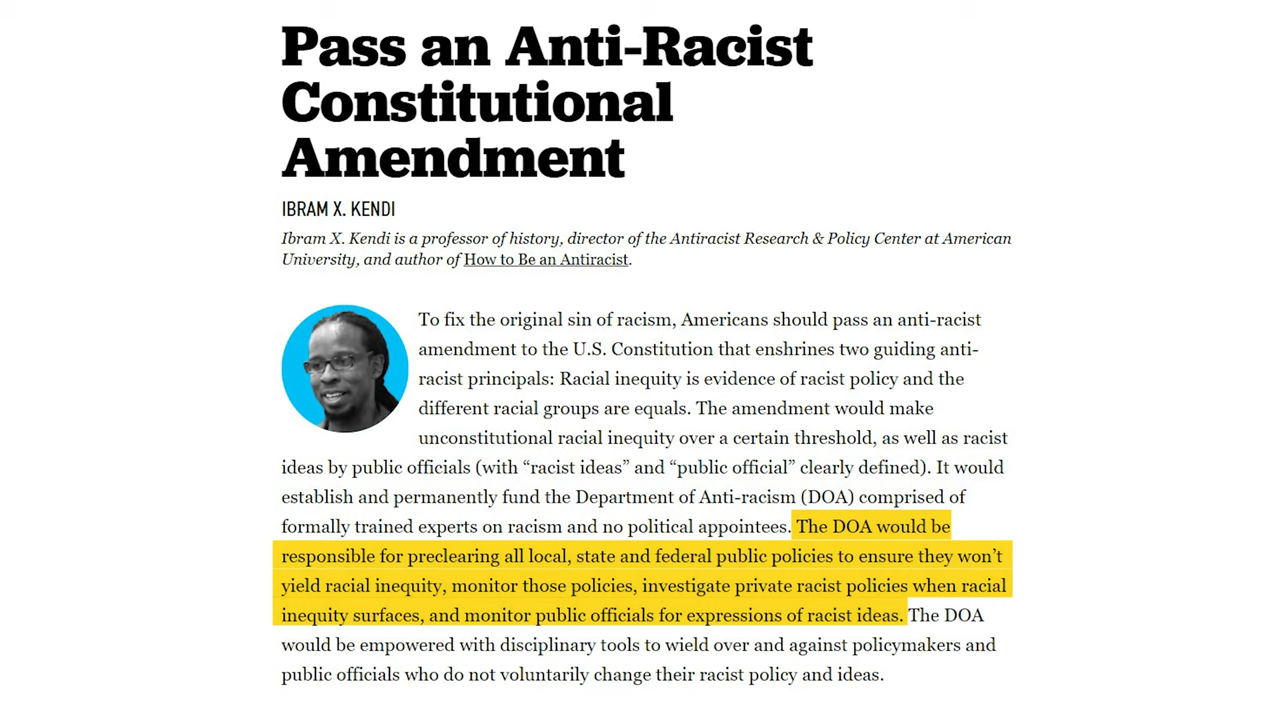 Pass an Anti-Racist
Constitutional
Amendment
IBRAM X. KENDI
Ibram X. Kendi is a professor of history, director of the Antiracist Research & Policy Center at American
University, and author of How to Be an Antiracist.
To fix the original sin of racism, Americans should pass an anti-racist
amendment to the U.S. Constitution that enshrines two guiding anti-
racist principals: Racial inequity is evidence of racist policy and the
different racial groups are equals. The amendment would make
unconstitutional racial inequity over a certain threshold, as well as racist
ideas by public officials (with “racist ideas” and “public official” clearly defined). It would
establish and permanently fund the Department of Anti-racism (DOA) comprised of
formally trained experts on racism and no political appointees. The DOA would be
responsible for preclearing all local, state and federal public policies to ensure they won’t
yield racial inequity, monitor those policies, investigate private racist policies when racial
inequity surfaces, and monitor public officials for expressions of racist ideas. The DOA
would be empowered with disciplinary tools to wield over and against policymakers and
public officials who do not voluntarily change their racist policy and ideas.